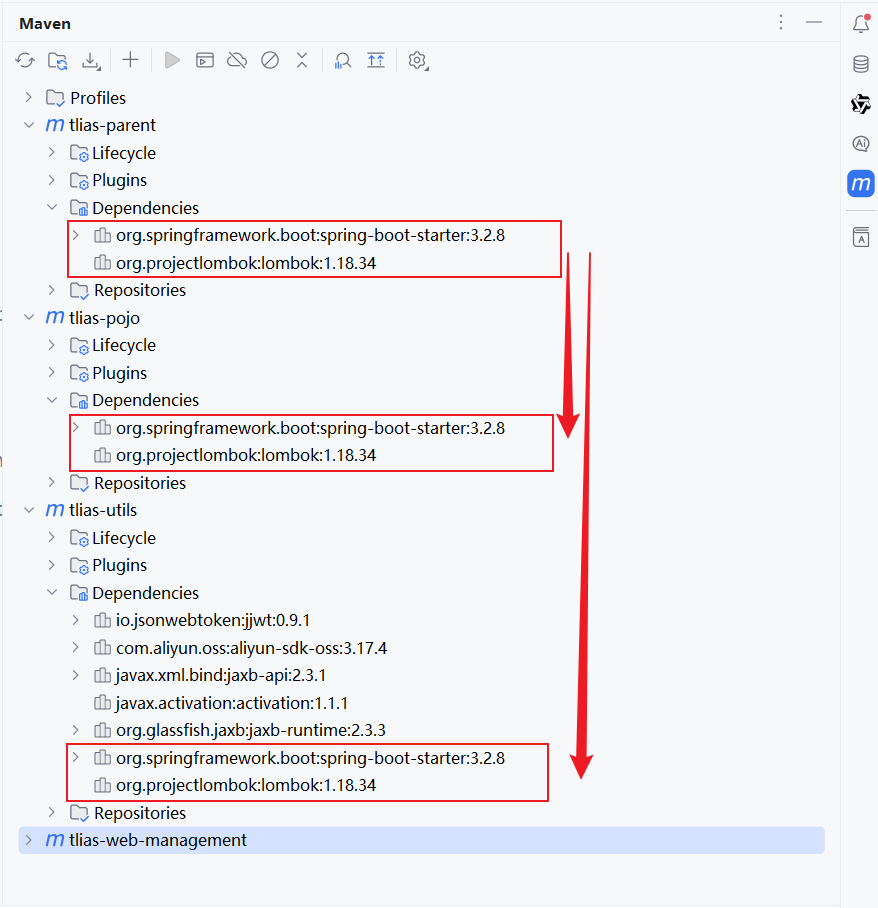 Maven
Profiles
m tlias-parent
Lifecycle
Plugins
Dependencies
org.springframework.boot:spring-boot-starter:3.2.8
org.projectlombok:lombok:1.18.34
Repositories
m tlias-pojo
Lifecycle
Plugins
Dependencies
org.springframework.boot:spring-boot-starter:3.2.8
org.projectlombok:lombok:1.18.34
Repositories
m tlias-utils
Lifecycle
Plugins
Dependencies
io.jsonwebtoken:jjwt:0.9.1
com.aliyun.oss:aliyun-sdk-oss:3.17.4
javax.xml.bind:jaxb-api:2.3.1
javax.activation:activation:1.1.1
org.glassfish.jaxb:jaxb-runtime:2.3.3
org.springframework.boot:spring-boot-starter:3.2.8
org.projectlombok:lombok:1.18.34
Repositories
m tlias-web-management
Ai
m
A